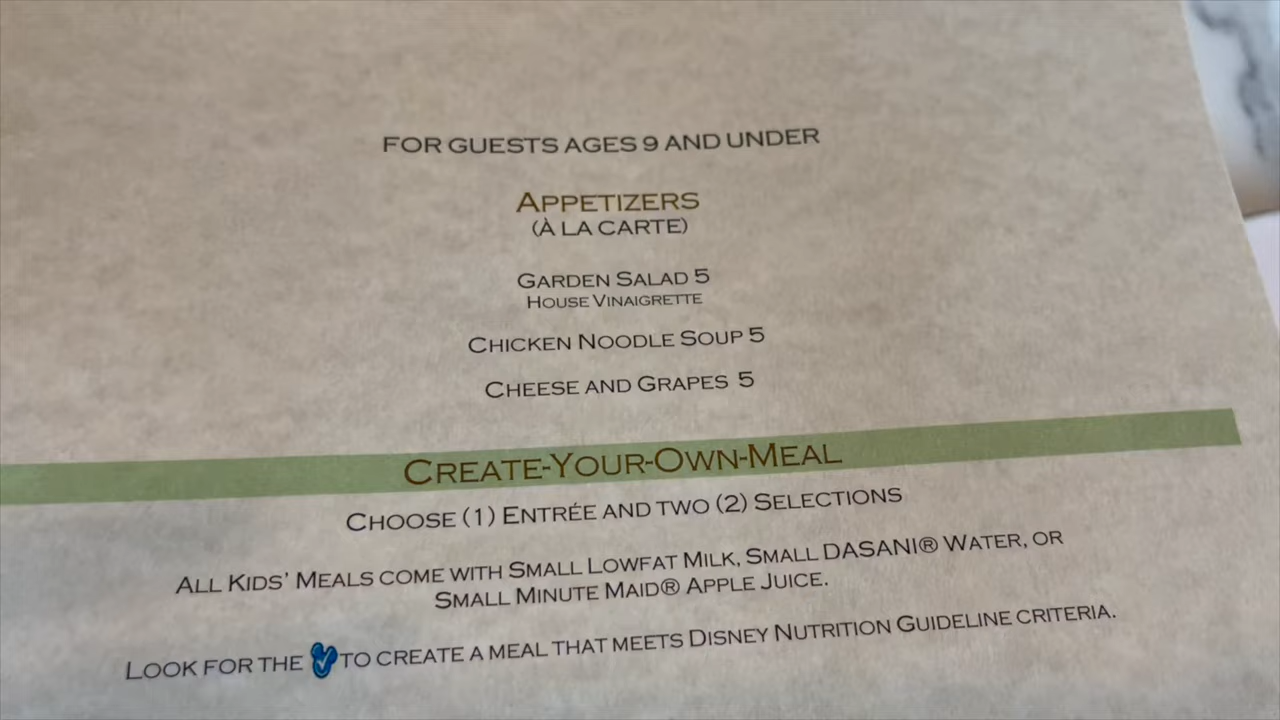 FOR GUESTS AGES 9 AND UNDER
APPETIZERS
(À LA CARTE)
GARDEN SALAD 5
HOUSE VINAIGRETTE
CHICKEN NOODLE SOUP 5
CHEESE AND GRAPES 5
CREATE-YOUR-OWN-MEAL
CHOOSE (1) ENTRÉE AND TWO (2) SELECTIONS
ALL KIDS' MEALS COME WITH SMALL LOWFAT MILK, SMALL DASANI® WATER, OR
SMALL MINUTE MAID® APPLE JUICE.
LOOK FOR THE TO CREATE A MEAL THAT MEETS DISNEY NUTRITION GUIDELINE CRITERIA.